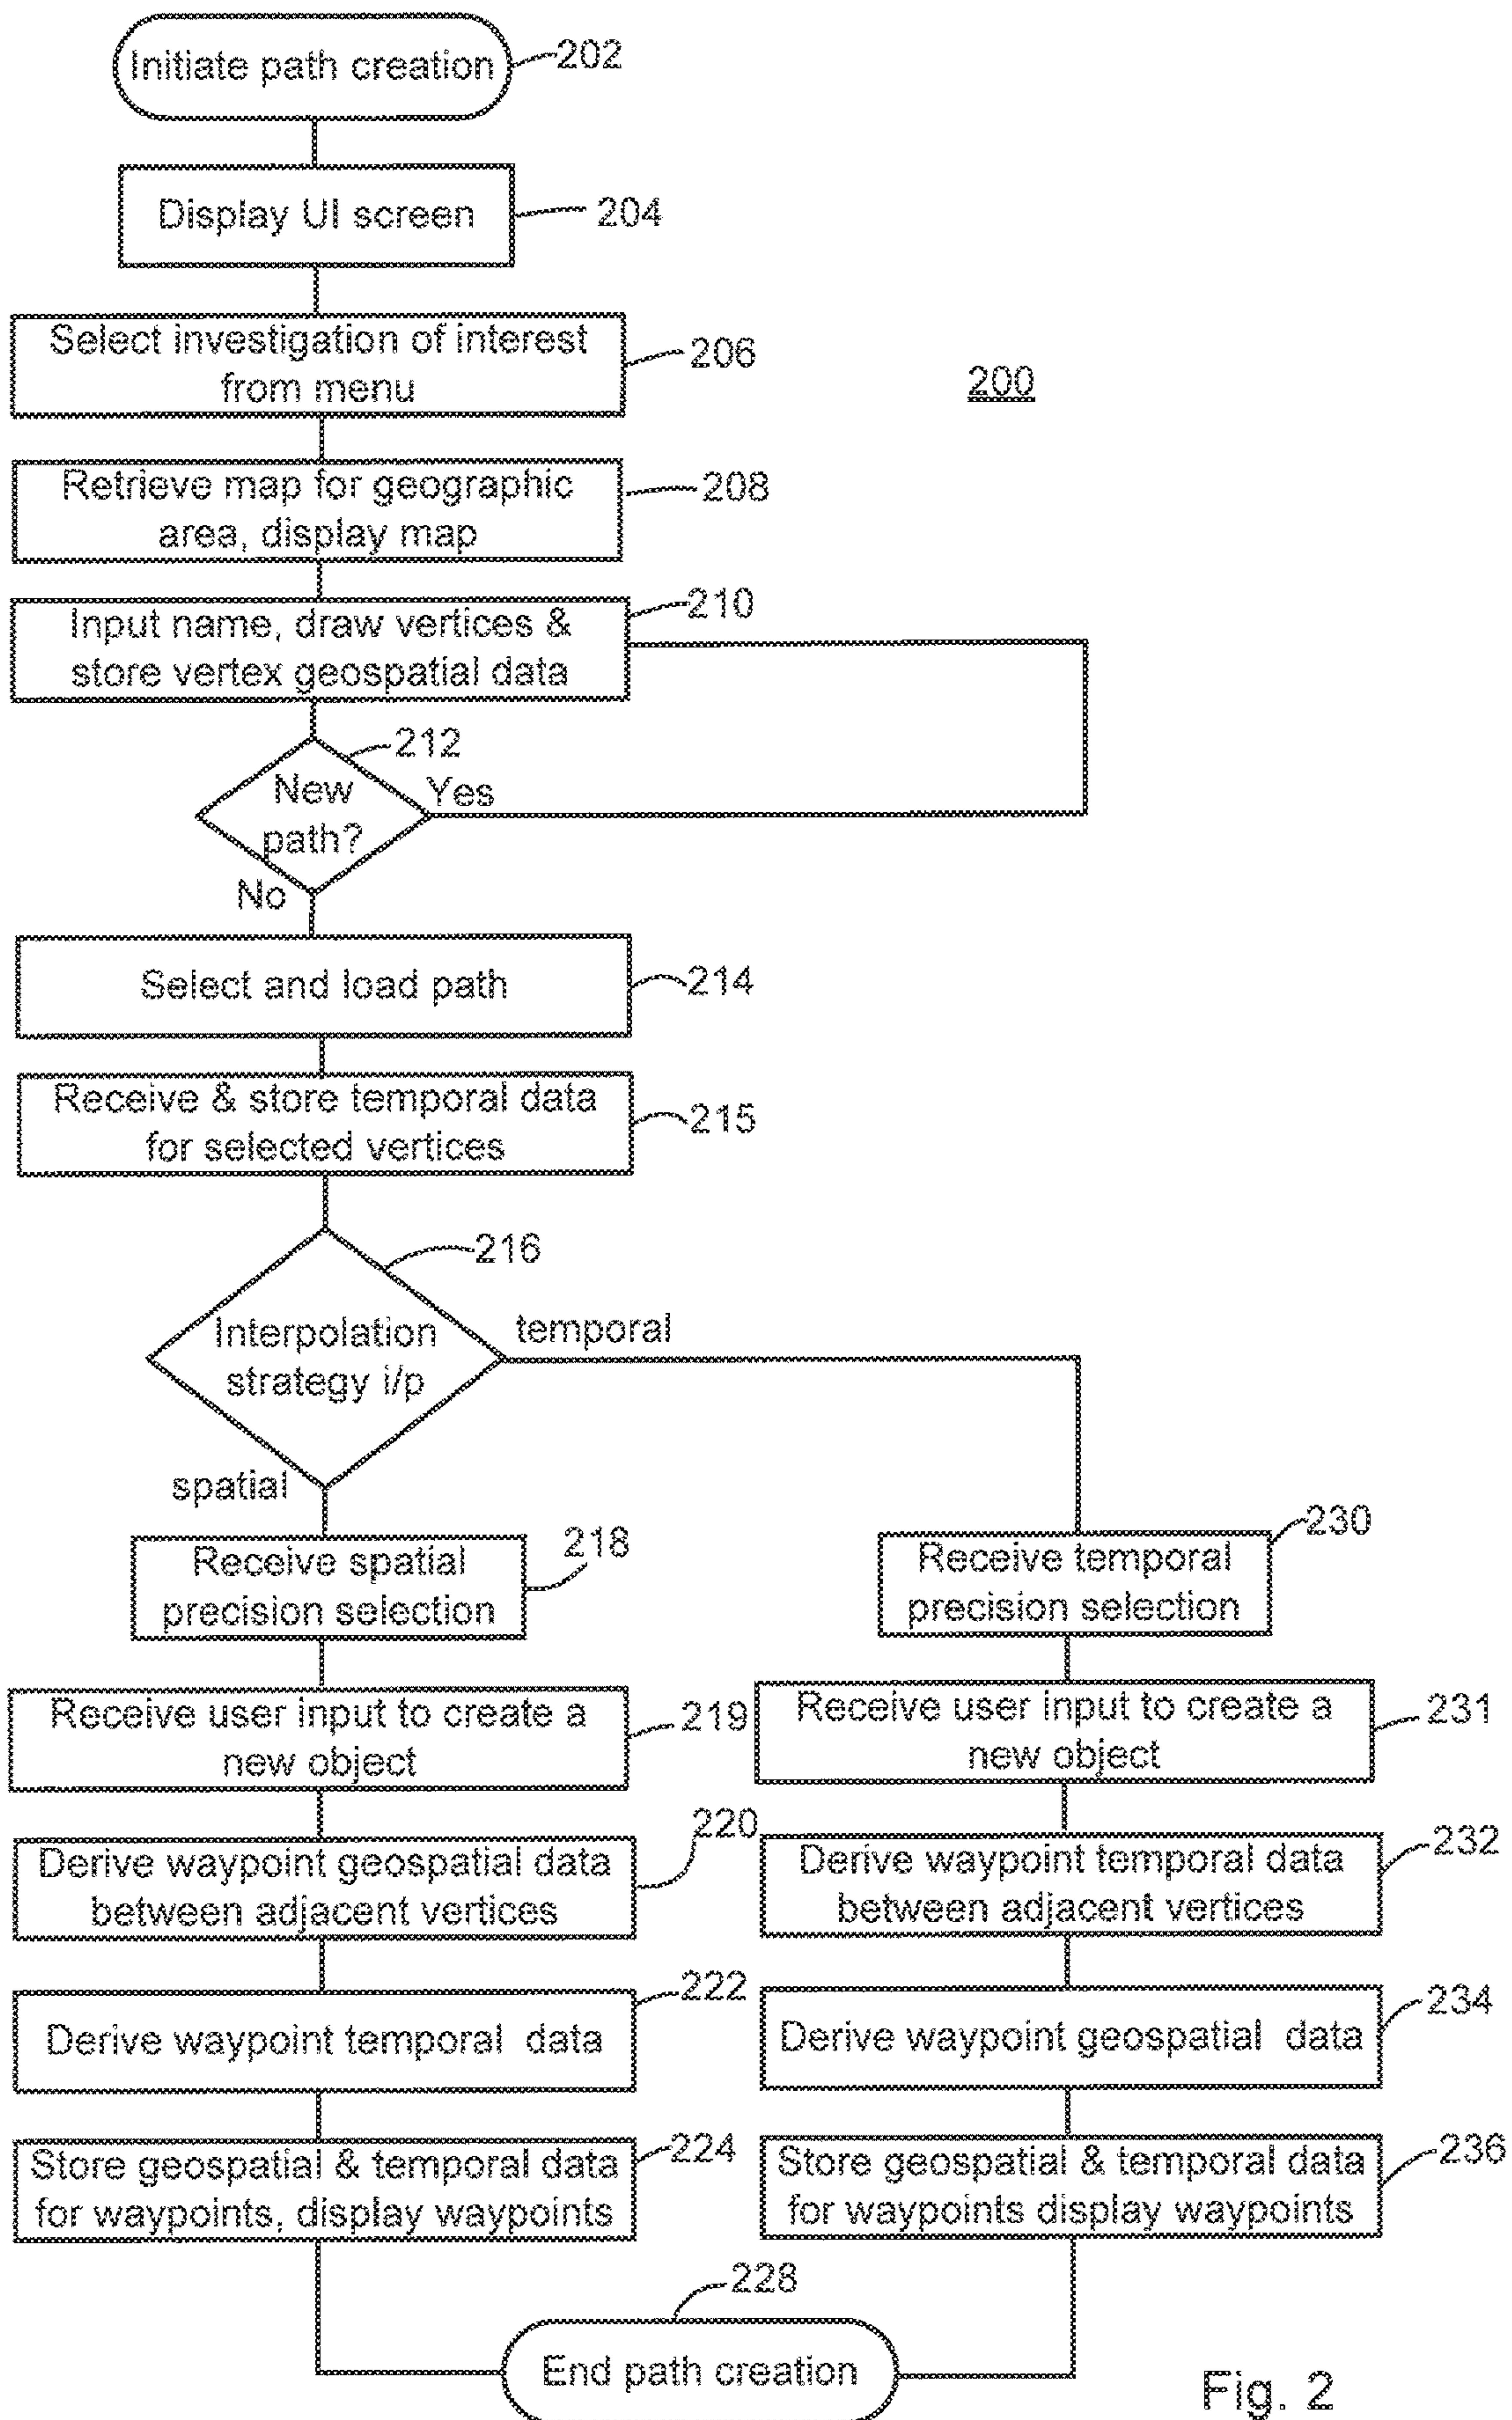 Initiate path creation
202
Display UI screen
204
Select investigation of interest
from menu
206
200
Retrieve map for geographic
area, display map
208
Input name, draw vertices &
store vertex geospatial data
210
212
New
path?
Yes
No
Select and load path
214
Receive & store temporal data
for selected vertices
215
216
Interpolation
strategy i/p
temporal
spatial
Receive spatial
precision selection
218
Receive temporal
precision selection
230
Receive user input to create a
new object
219
Receive user input to create a
new object
231
Derive waypoint geospatial data
between adjacent vertices
220
Derive waypoint temporal data
between adjacent vertices
232
Derive waypoint temporal data
222
Derive waypoint geospatial data
234
Store geospatial & temporal data
for waypoints, display waypoints
224
Store geospatial & temporal data
for waypoints display waypoints
236
228
End path creation
Fig. 2